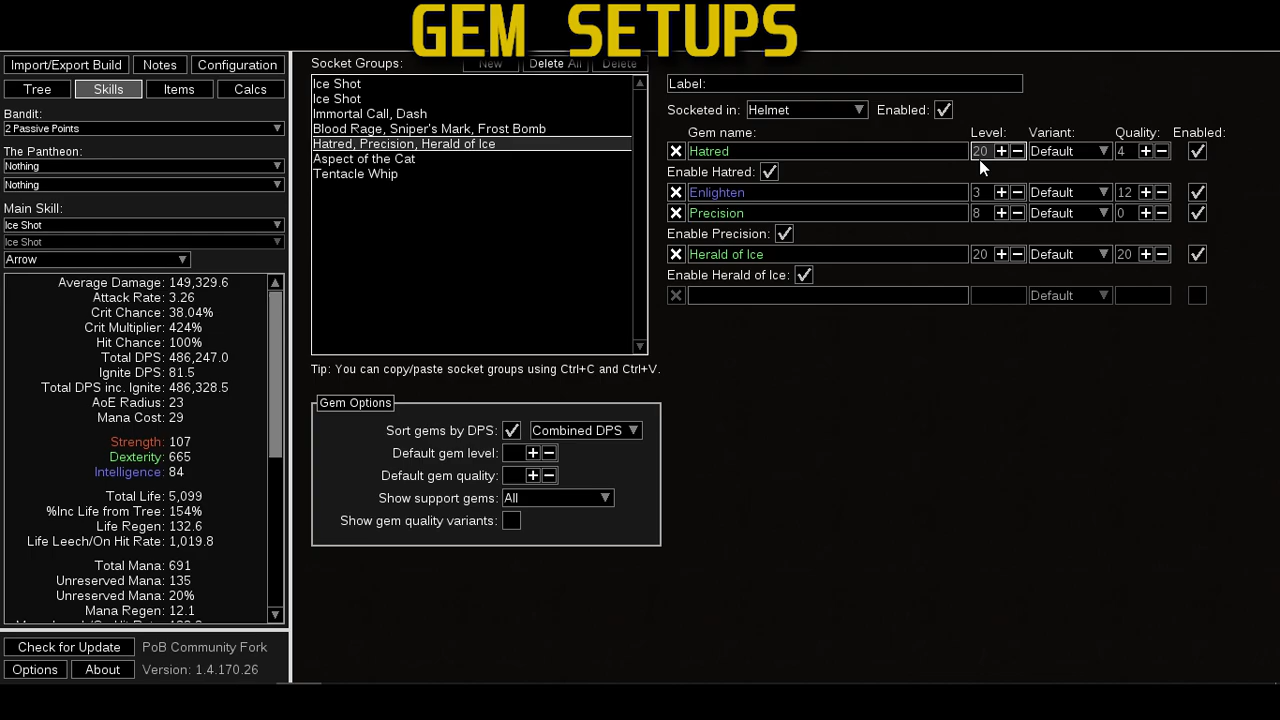 GEM SETUPS
Import/Export Build Notes Configuration
Tree Skills Items Calcs
Bandit:
2 Passive Points
The Pantheon:
Nothing
Nothing
Main Skill:
Ice Shot
Ice Shot
Arrow
Average Damage: 149,329.6
Attack Rate: 3.26
Crit Chance: 38.04%
Crit Multiplier: 424%
Hit Chance: 100%
Total DPS: 486,247.0
Ignite DPS: 81.5
Total DPS inc. Ignite: 486,328.5
AoE Radius: 23
Mana Cost: 29
Strength: 107
Dexterity: 665
Intelligence: 84
Total Life: 5,099
%Inc Life from Tree: 154%
Life Regen: 132.6
Life Leech/On Hit Rate: 1,019.8
Total Mana: 691
Unreserved Mana: 135
Unreserved Mana: 20%
Mana Regen: 12.1
Check for Update PoB Community Fork
Options About Version: 1.4.170.26
Socket Groups: New Delete All Delete
Ice Shot
Ice Shot
Immortal Call, Dash
Blood Rage, Sniper's Mark, Frost Bomb
Hatred, Precision, Herald of Ice
Aspect of the Cat
Tentacle Whip
Tip: You can copy/paste socket groups using Ctrl+C and Ctrl+V.
Gem Options
Sort gems by DPS: Combined DPS
Default gem level:
Default gem quality:
Show support gems: All
Show gem quality variants:
Label:
Socketed in: Helmet Enabled:
Gem name: Level: Variant: Quality: Enabled:
Hatred 20 Default 4
Enable Hatred:
Enlighten 3 Default 12
Precision 8 Default 0
Enable Precision:
Herald of Ice 20 Default 20
Enable Herald of Ice:
Default